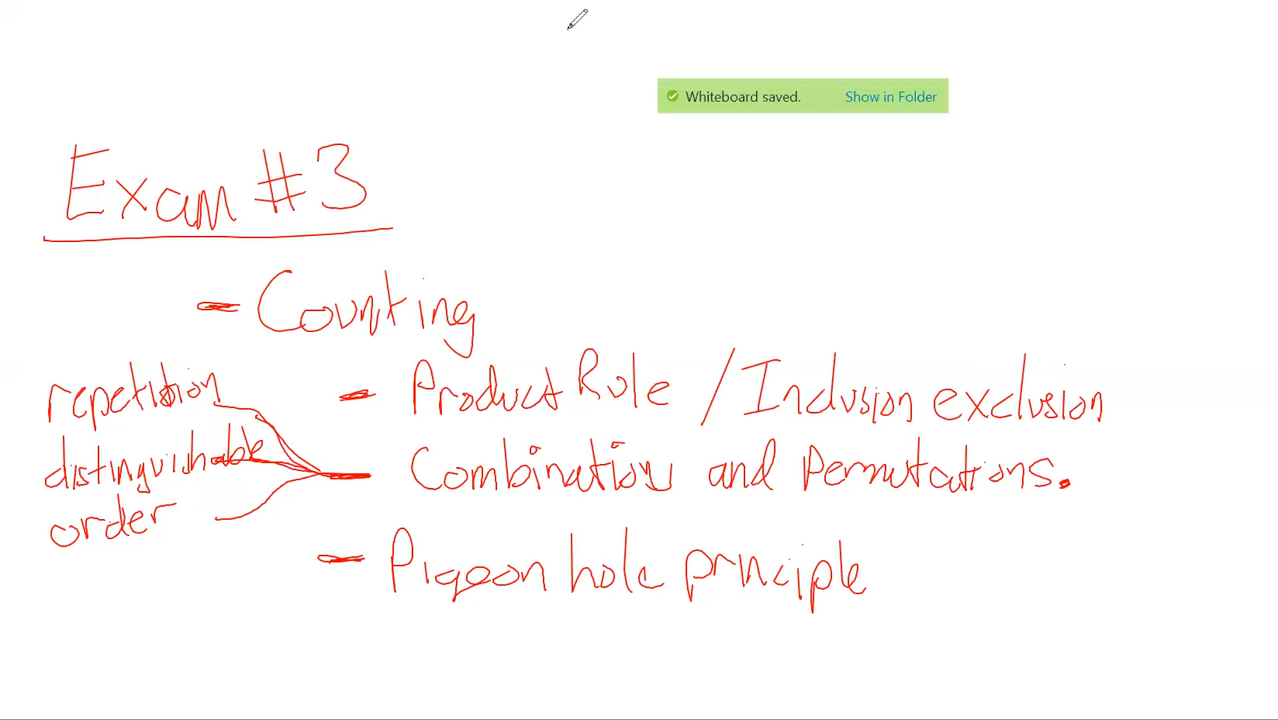 Whiteboard saved. Show in Folder
Exam #3
- Counting
- Product Rule / Inclusion exclusion
- Combinations and Permutations.
repetition
distinguishable
order
- Pigeon hole principle